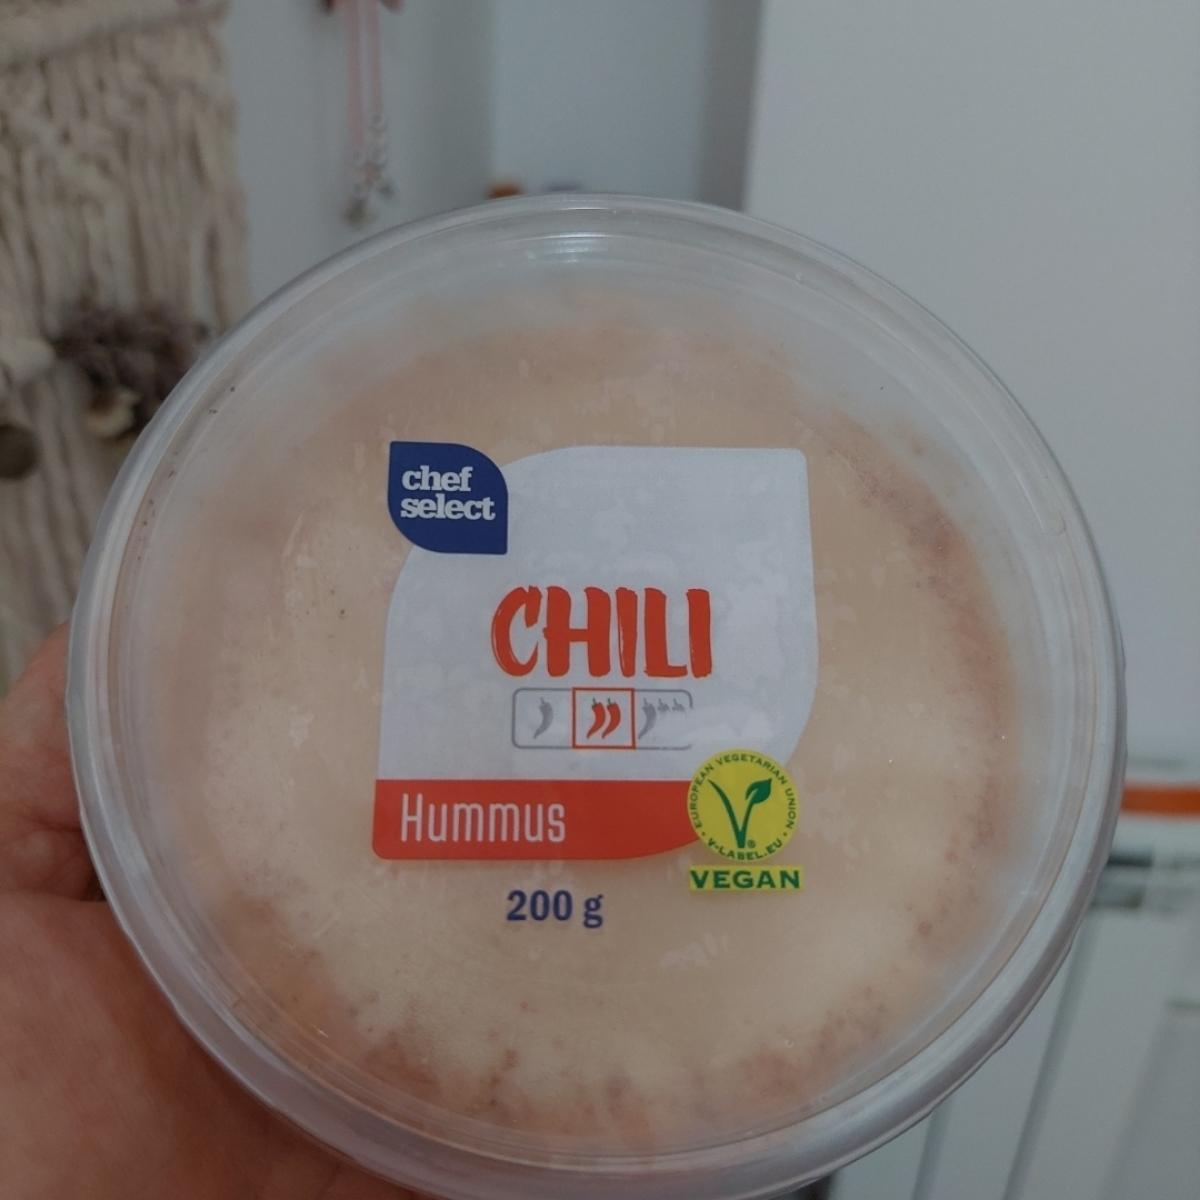 chef
select
CHILI
Hummus
EUROPEAN VEGETARIAN UNION
V-LABEL.EU
VEGAN
200 g